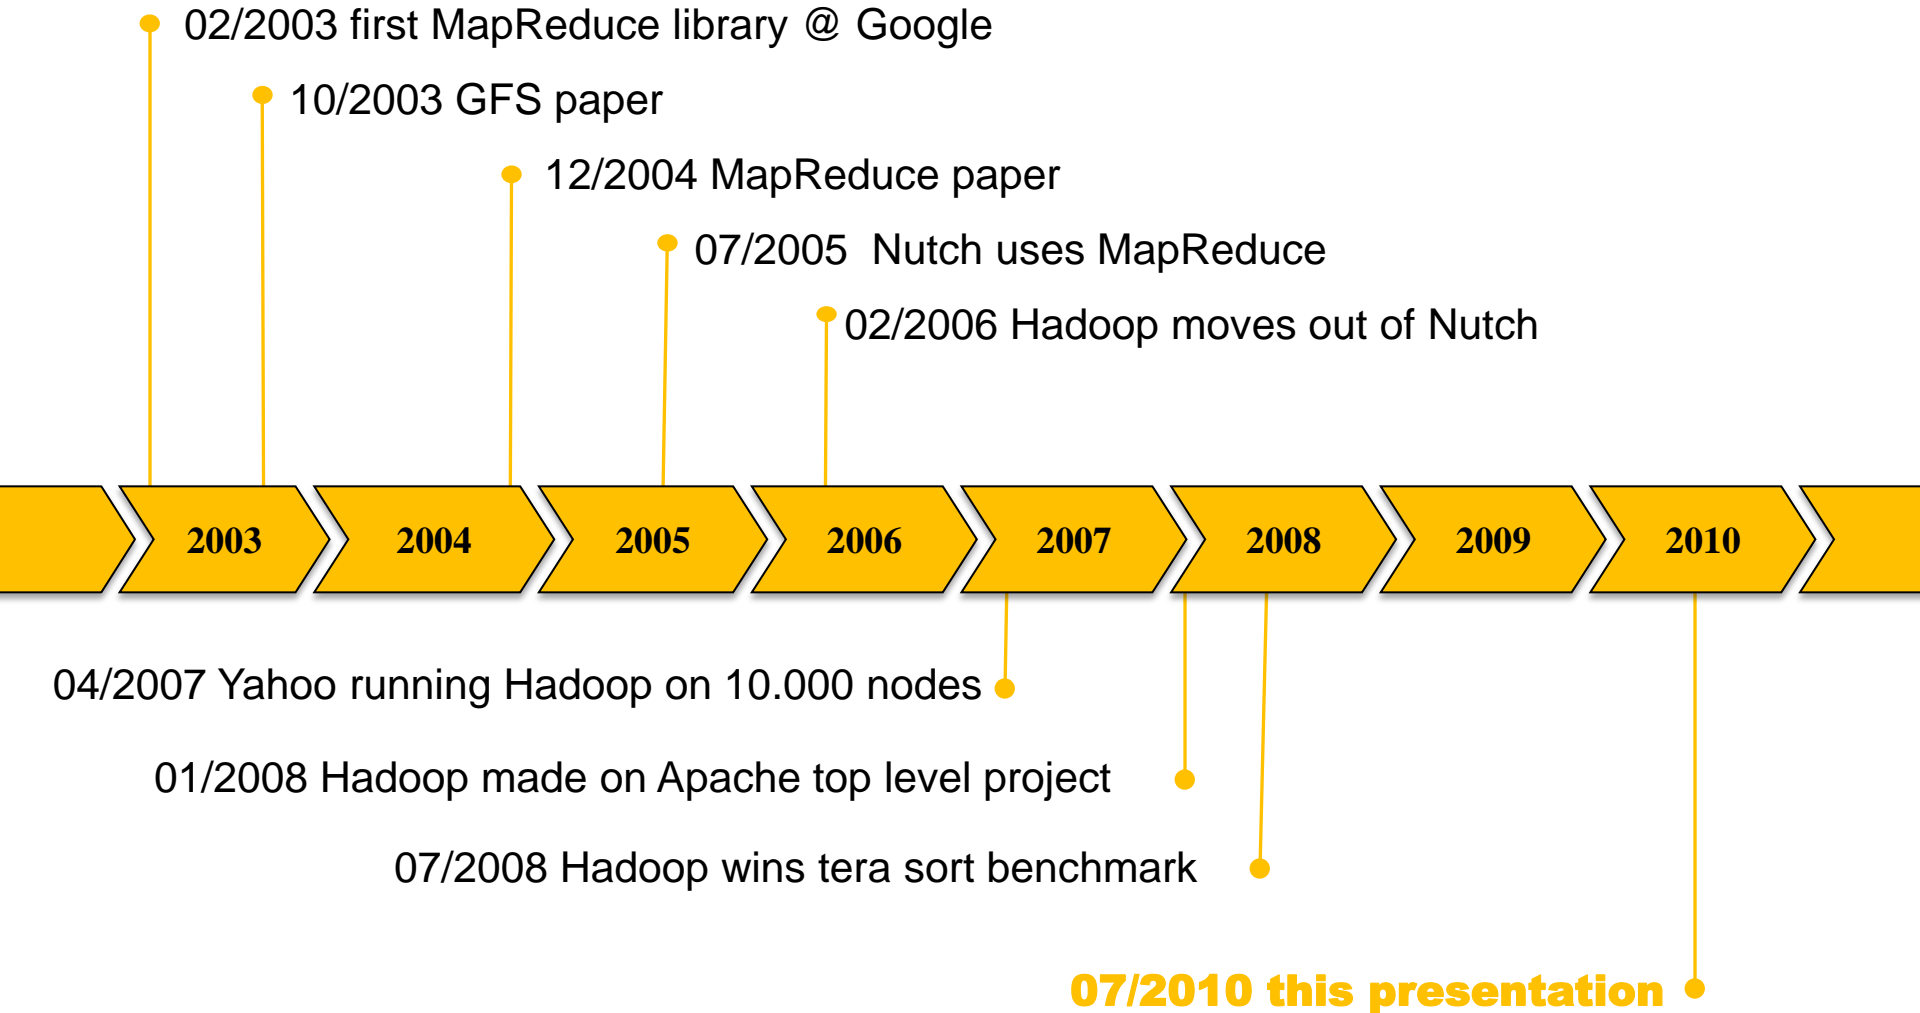 02/2003 first MapReduce library @ Google
10/2003 GFS paper
12/2004 MapReduce paper
07/2005 Nutch uses MapReduce
02/2006 Hadoop moves out of Nutch
2003 2004 2005 2006 2007 2008 2009 2010
04/2007 Yahoo running Hadoop on 10.000 nodes
01/2008 Hadoop made on Apache top level project
07/2008 Hadoop wins tera sort benchmark
07/2010 this presentation